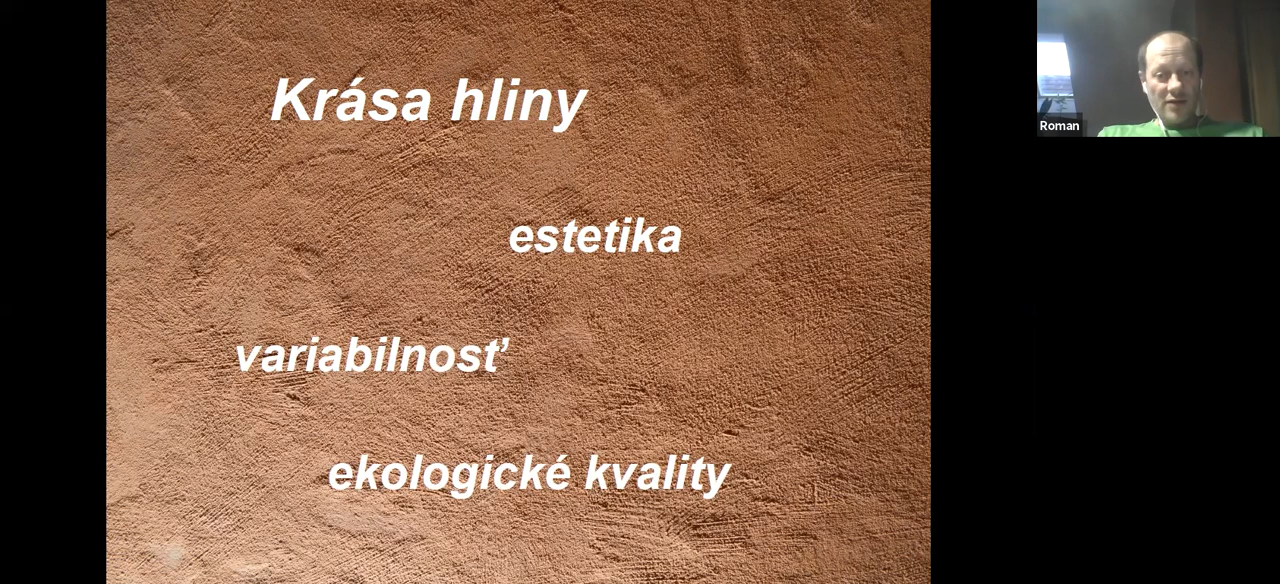 Krása hliny
Roman
estetika
variabilnosť
ekologické kvality